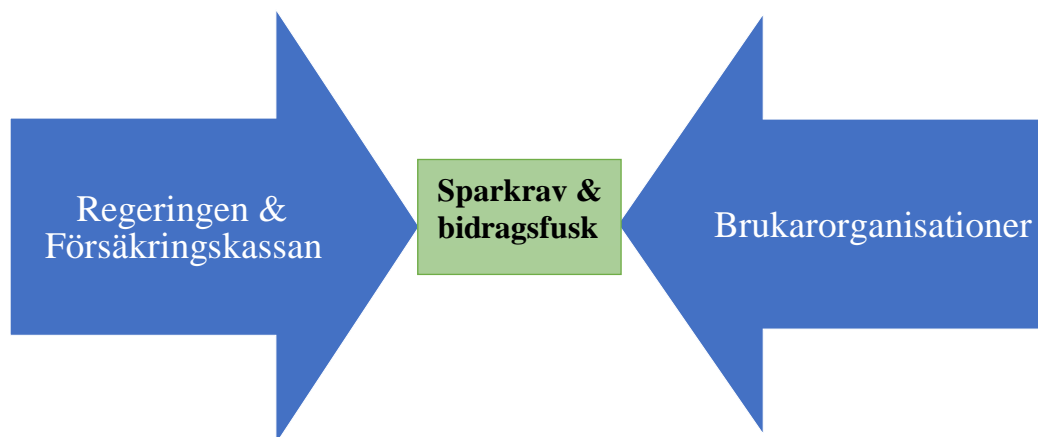 Regeringen &
Försäkringskassan
Sparkrav &
bidragsfusk
Brukarorganisationer